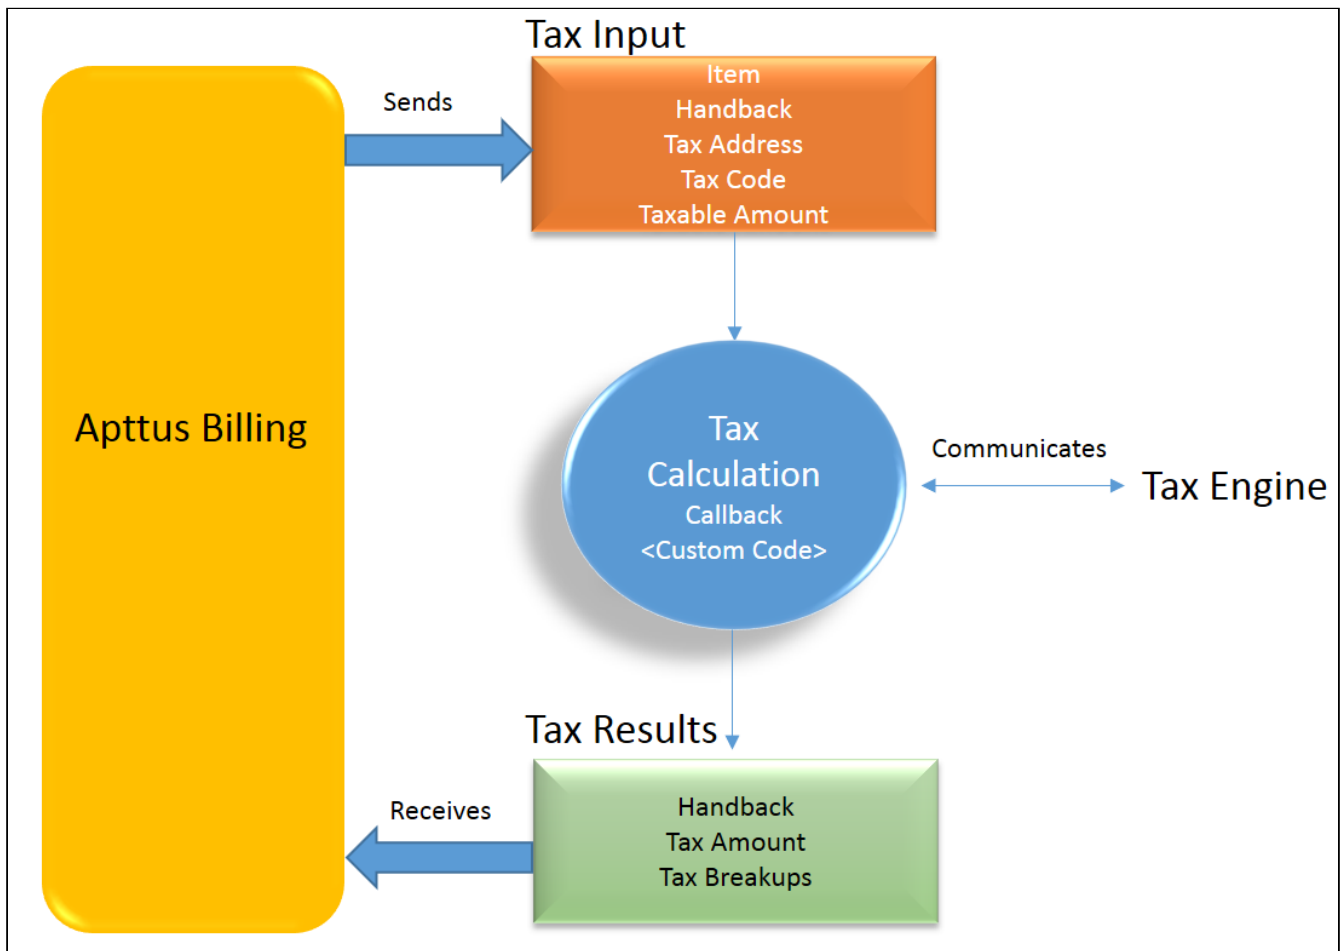 Tax Input
Item
Handback
Tax Address
Tax Code
Taxable Amount
Sends
Apttus Billing
Tax
Calculation
Callback
<Custom Code>
Communicates
Tax Engine
Tax Results
Handback
Tax Amount
Tax Breakups
Receives